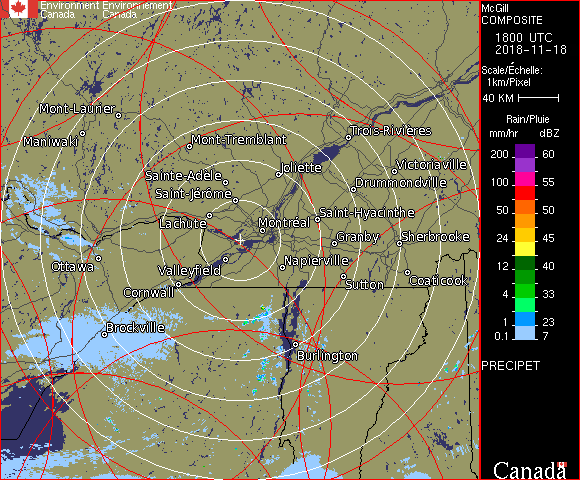 Environment Environnement
Canada Canada
McGill
COMPOSITE
1800 UTC
2018-11-18
Scale/Échelle:
1km/Pixel
40 KM
Rain/Pluie
mm/hr dBZ
200 60
100 55
50 50
24 45
12 40
4 33
1 23
0.1 7
PRECIPET
Canada
Mont-Laurier
Maniwaki
Mont-Tremblant
Trois-Rivières
Joliette
Victoriaville
Sainte-Adèle
Drummondville
Saint-Jérôme
Lachute
Saint-Hyacinthe
Montréal
Granby
Sherbrooke
Ottawa
Valleyfield
Napierville
Cornwall
Sutton
Coaticook
Brockville
Burlington